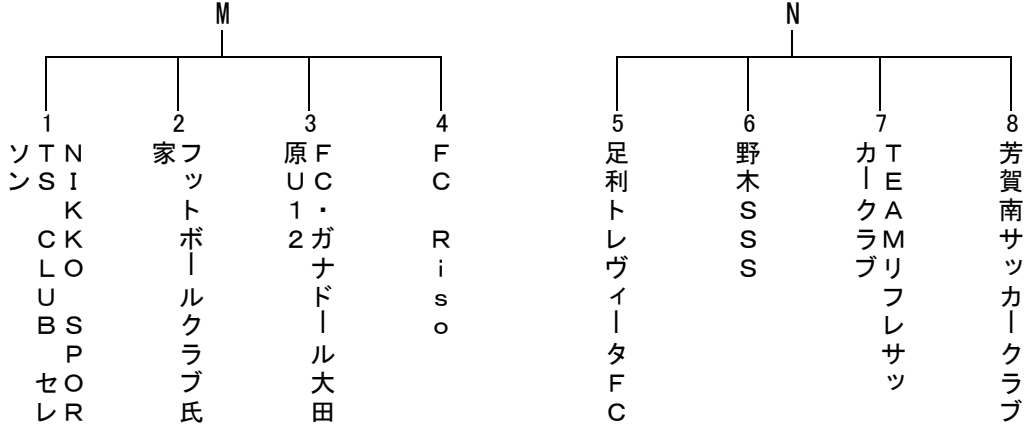 M
N
1
2
3
4
5
6
7
8
NIKKO SPOR
TS CLUB セレ
ソン
フットボールクラブ氏
家
FC・ガナドール大田
原U12
FC Riso
足利トレヴィータFC
野木SSS
TEAMリフレサッ
カークラブ
芳賀南サッカークラブ